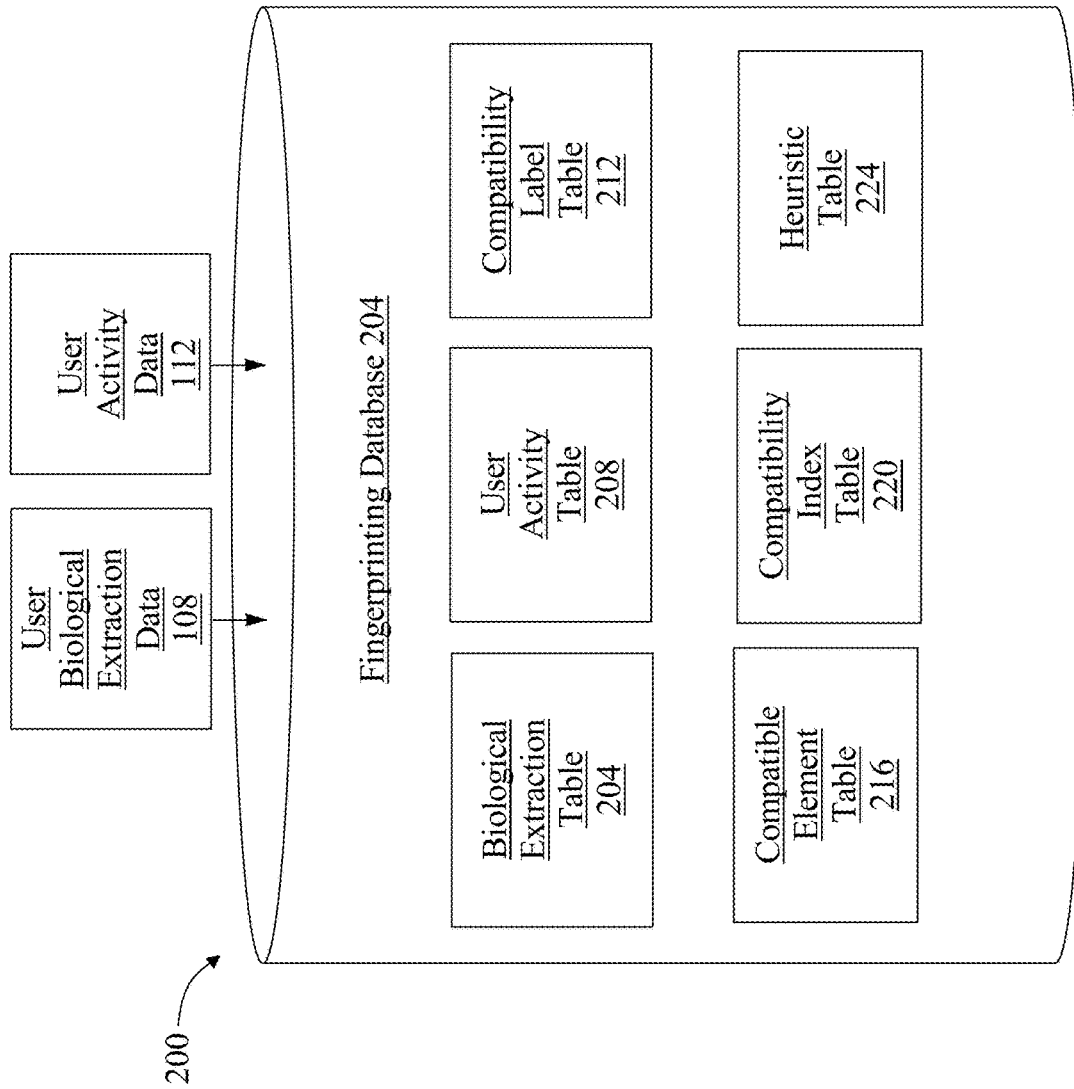 200
User
Biological
Extraction
Data
108
User
Activity
Data
112
Fingerprinting Database 204
Biological
Extraction
Table
204
User
Activity
Table
208
Compatibility
Label
Table
212
Compatible
Element
Table
216
Compatibility
Index
Table
220
Heuristic
Table
224